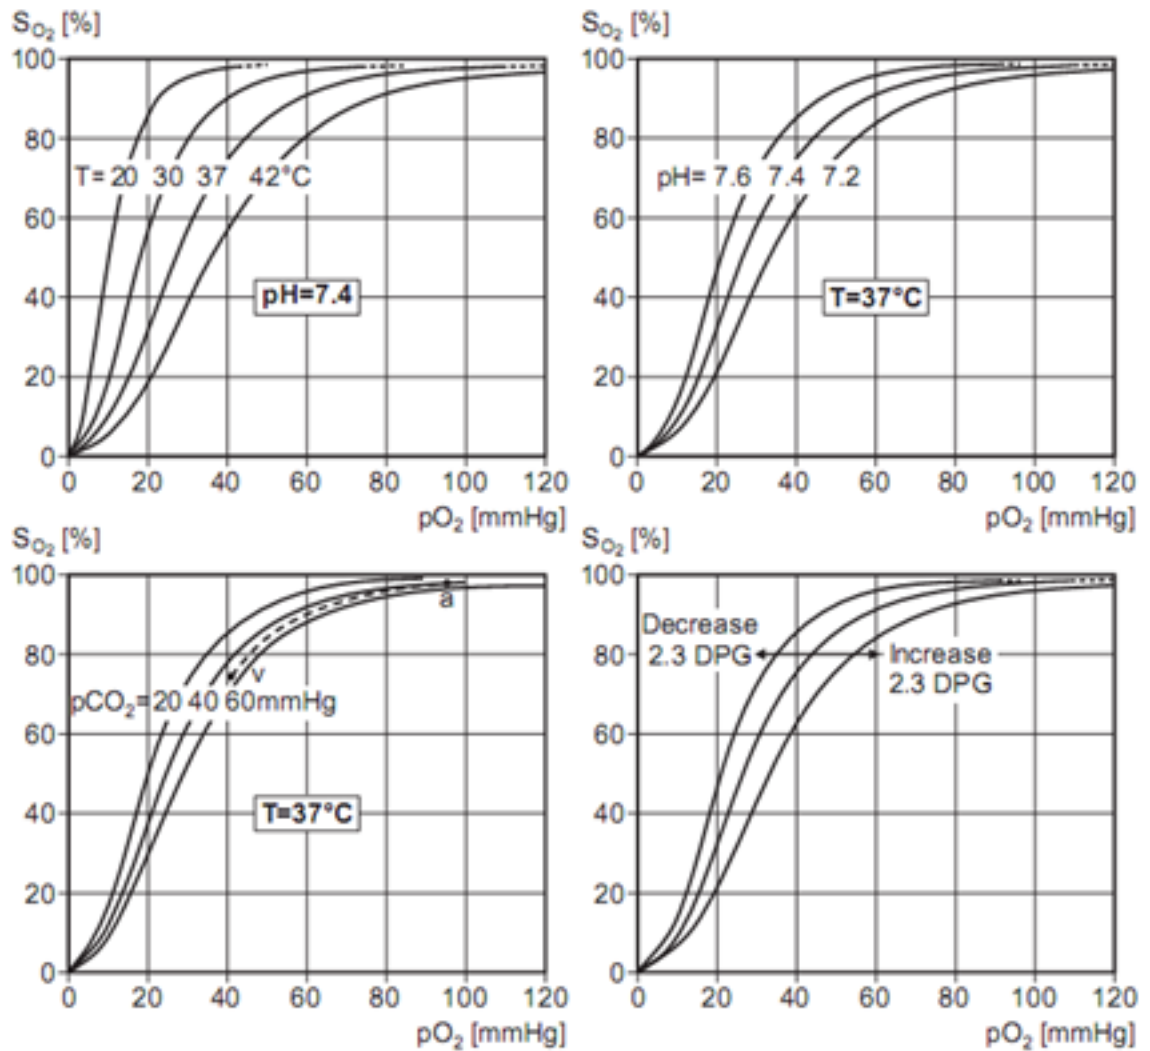 S_O2 [%]
100
80
60
40
20
0
T= 20 30 37 42°C
pH=7.4
0 20 40 60 80 100 120
pO2 [mmHg]
S_O2 [%]
100
80
60
40
20
0
pH= 7.6 7.4 7.2
T=37°C
0 20 40 60 80 100 120
pO2 [mmHg]
S_O2 [%]
100
80
60
40
20
0
a
v
pCO2=20 40 60mmHg
T=37°C
0 20 40 60 80 100 120
pO2 [mmHg]
S_O2 [%]
100
80
60
40
20
0
Decrease
2.3 DPG
Increase
2.3 DPG
0 20 40 60 80 100 120
pO2 [mmHg]